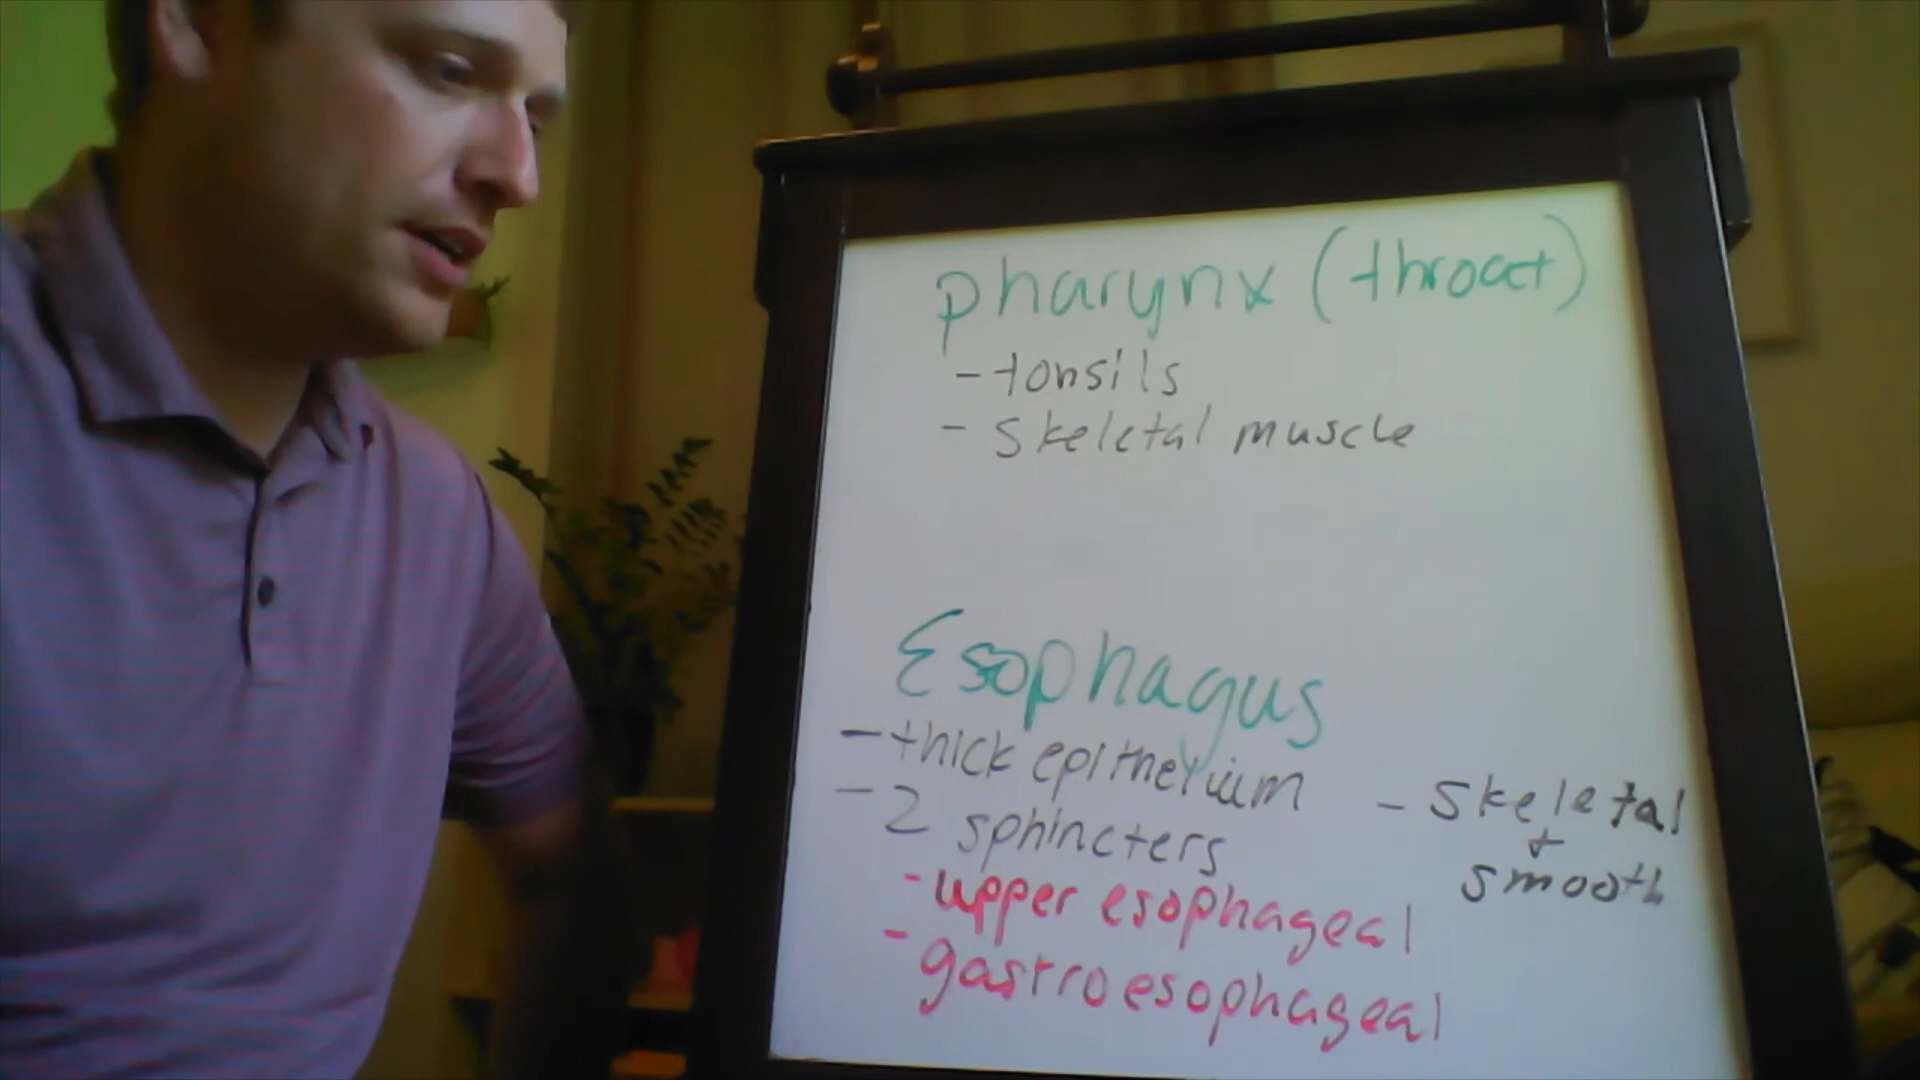 pharynx (throat)
- tonsils
- skeletal muscle
Esophagus
- thick epithelium
- 2 sphincters
- upper esophageal
- gastroesophageal
- skeletal
+
smooth